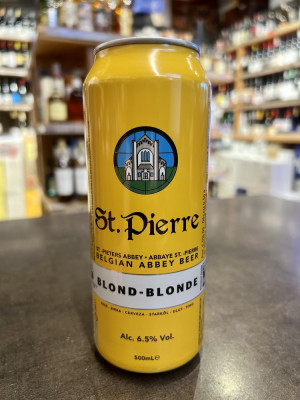 St. Pierre
ST.-PIETERS ABBEY • ABBAYE ST.-PIERRE
BELGIAN ABBEY BEER
BLOND-BLONDE
Alc. 6.5% Vol.
500ml℮